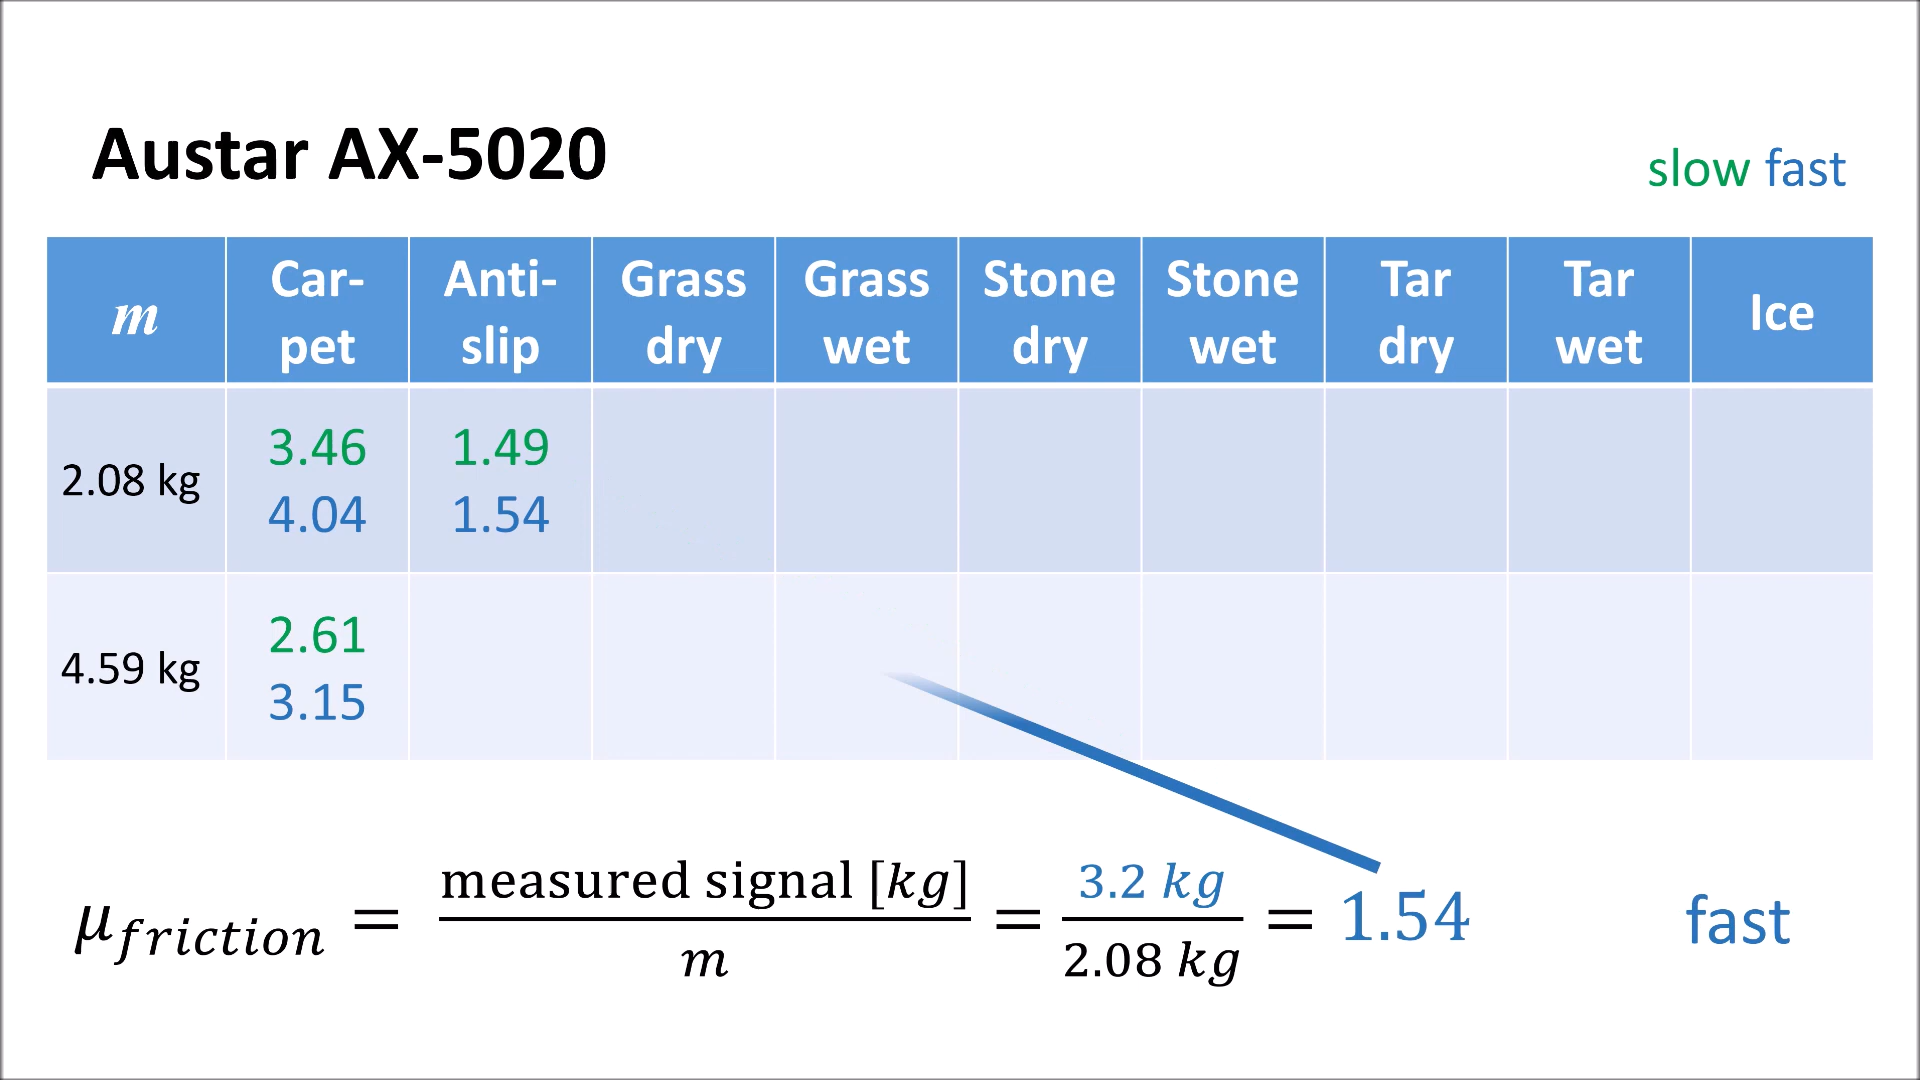 Austar AX-5020
slow fast
m
Car-
pet
Anti-
slip
Grass
dry
Grass
wet
Stone
dry
Stone
wet
Tar
dry
Tar
wet
Ice
2.08 kg
3.46
4.04
1.49
1.54
4.59 kg
2.61
3.15
μ_friction = measured signal [kg] / m = 3.2 kg / 2.08 kg = 1.54
fast